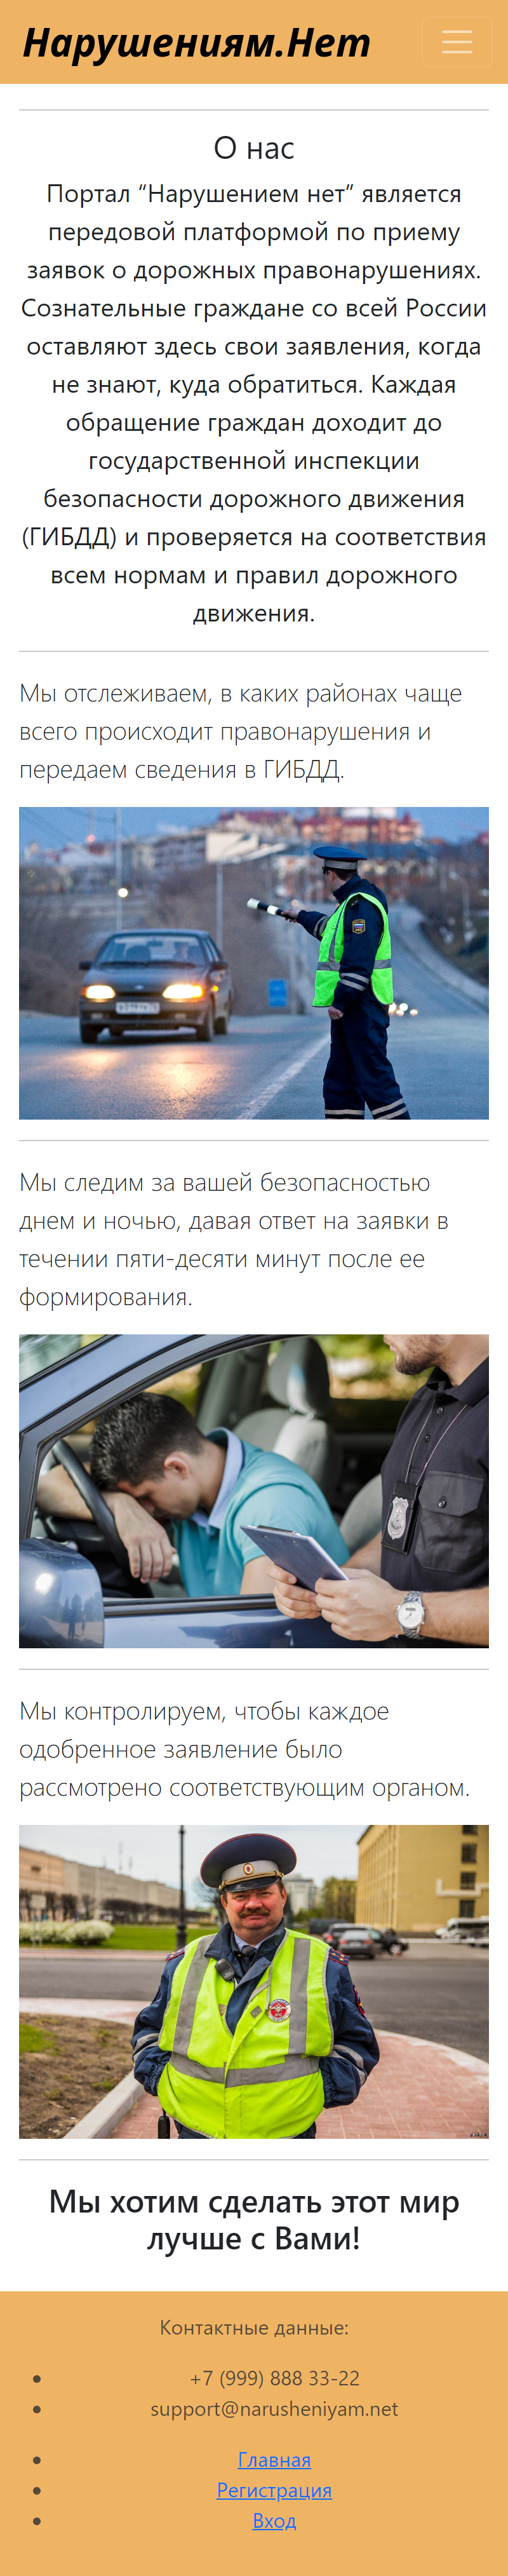 Нарушениям.Нет
О нас
Портал “Нарушением нет” является
передовой платформой по приему
заявок о дорожных правонарушениях.
Сознательные граждане со всей России
оставляют здесь свои заявления, когда
не знают, куда обратиться. Каждая
обращение граждан доходит до
государственной инспекции
безопасности дорожного движения
(ГИБДД) и проверяется на соответствия
всем нормам и правил дорожного
движения.
Мы отслеживаем, в каких районах чаще
всего происходит правонарушения и
передаем сведения в ГИБДД.
Мы следим за вашей безопасностью
днем и ночью, давая ответ на заявки в
течении пяти-десяти минут после ее
формирования.
Мы контролируем, чтобы каждое
одобренное заявление было
рассмотрено соответствующим органом.
Мы хотим сделать этот мир
лучше с Вами!
Контактные данные:
+7 (999) 888 33-22
support@narusheniyam.net
Главная
Регистрация
Вход